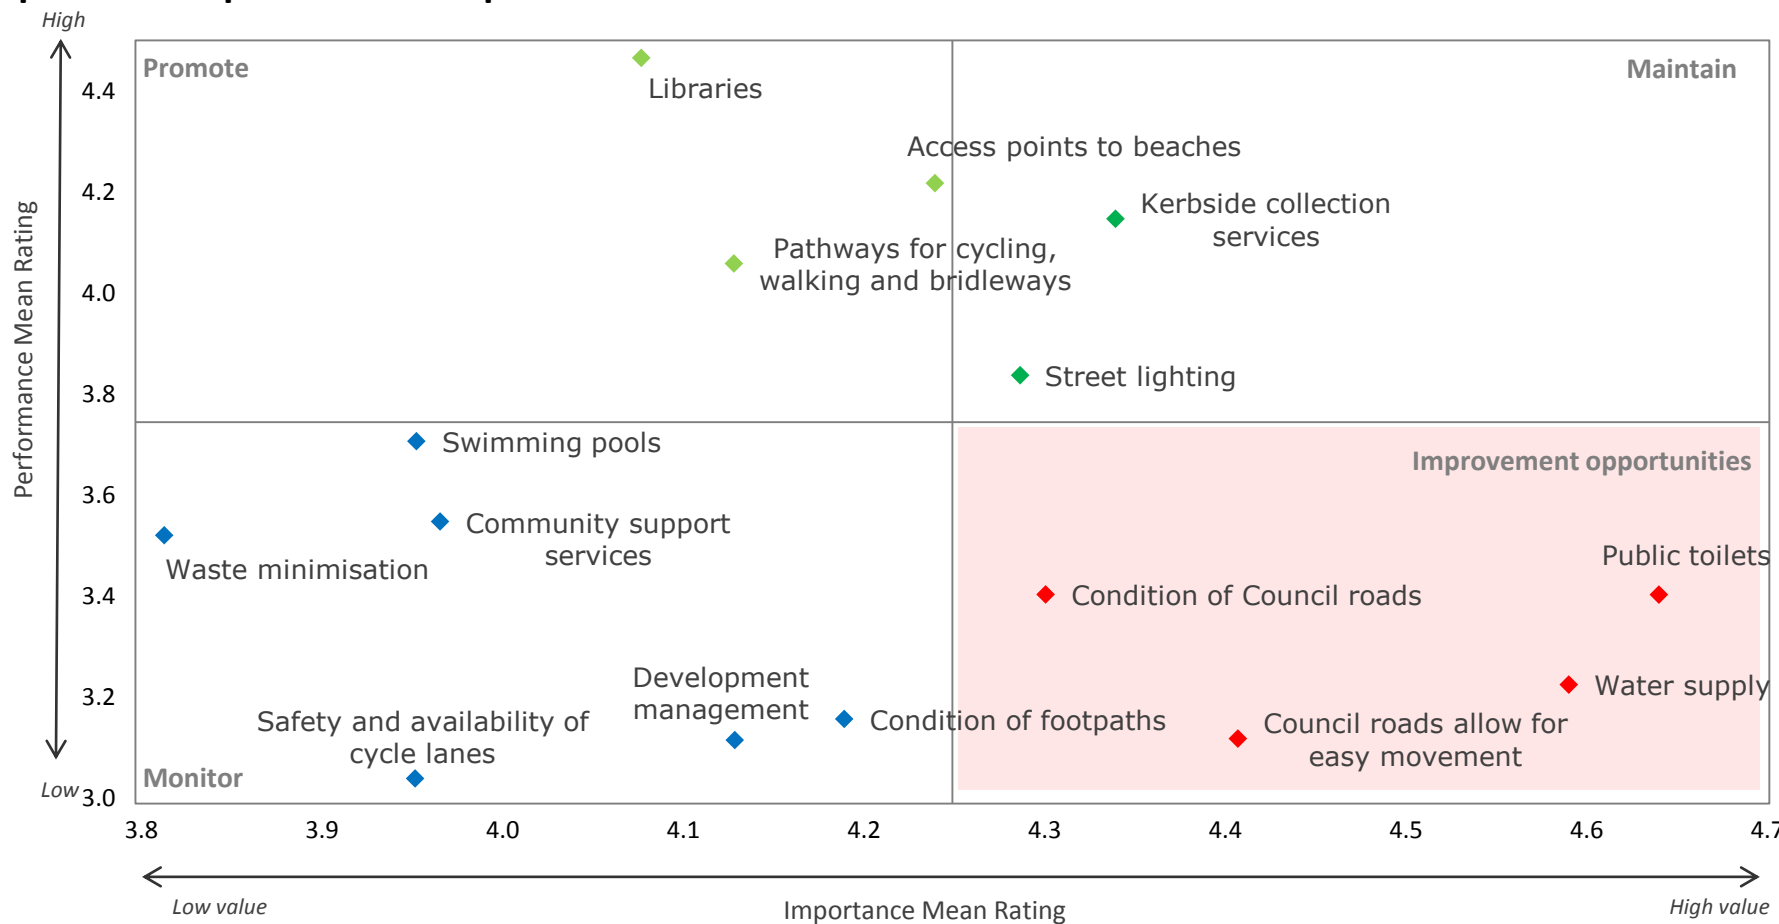 High
Promote
Maintain
4.4
Libraries
Access points to beaches
4.2
Kerbside collection
services
Pathways for cycling,
walking and bridleways
4.0
Performance Mean Rating
3.8
Street lighting
Swimming pools
Improvement opportunities
3.6
Community support
services
Waste minimisation
Public toilets
3.4
Condition of Council roads
3.2
Development
management
Water supply
Safety and availability of
cycle lanes
Condition of footpaths
Council roads allow for
easy movement
Monitor
Low
3.0
3.8
3.9
4.0
4.1
4.2
4.3
4.4
4.5
4.6
4.7
Low value
Importance Mean Rating
High value